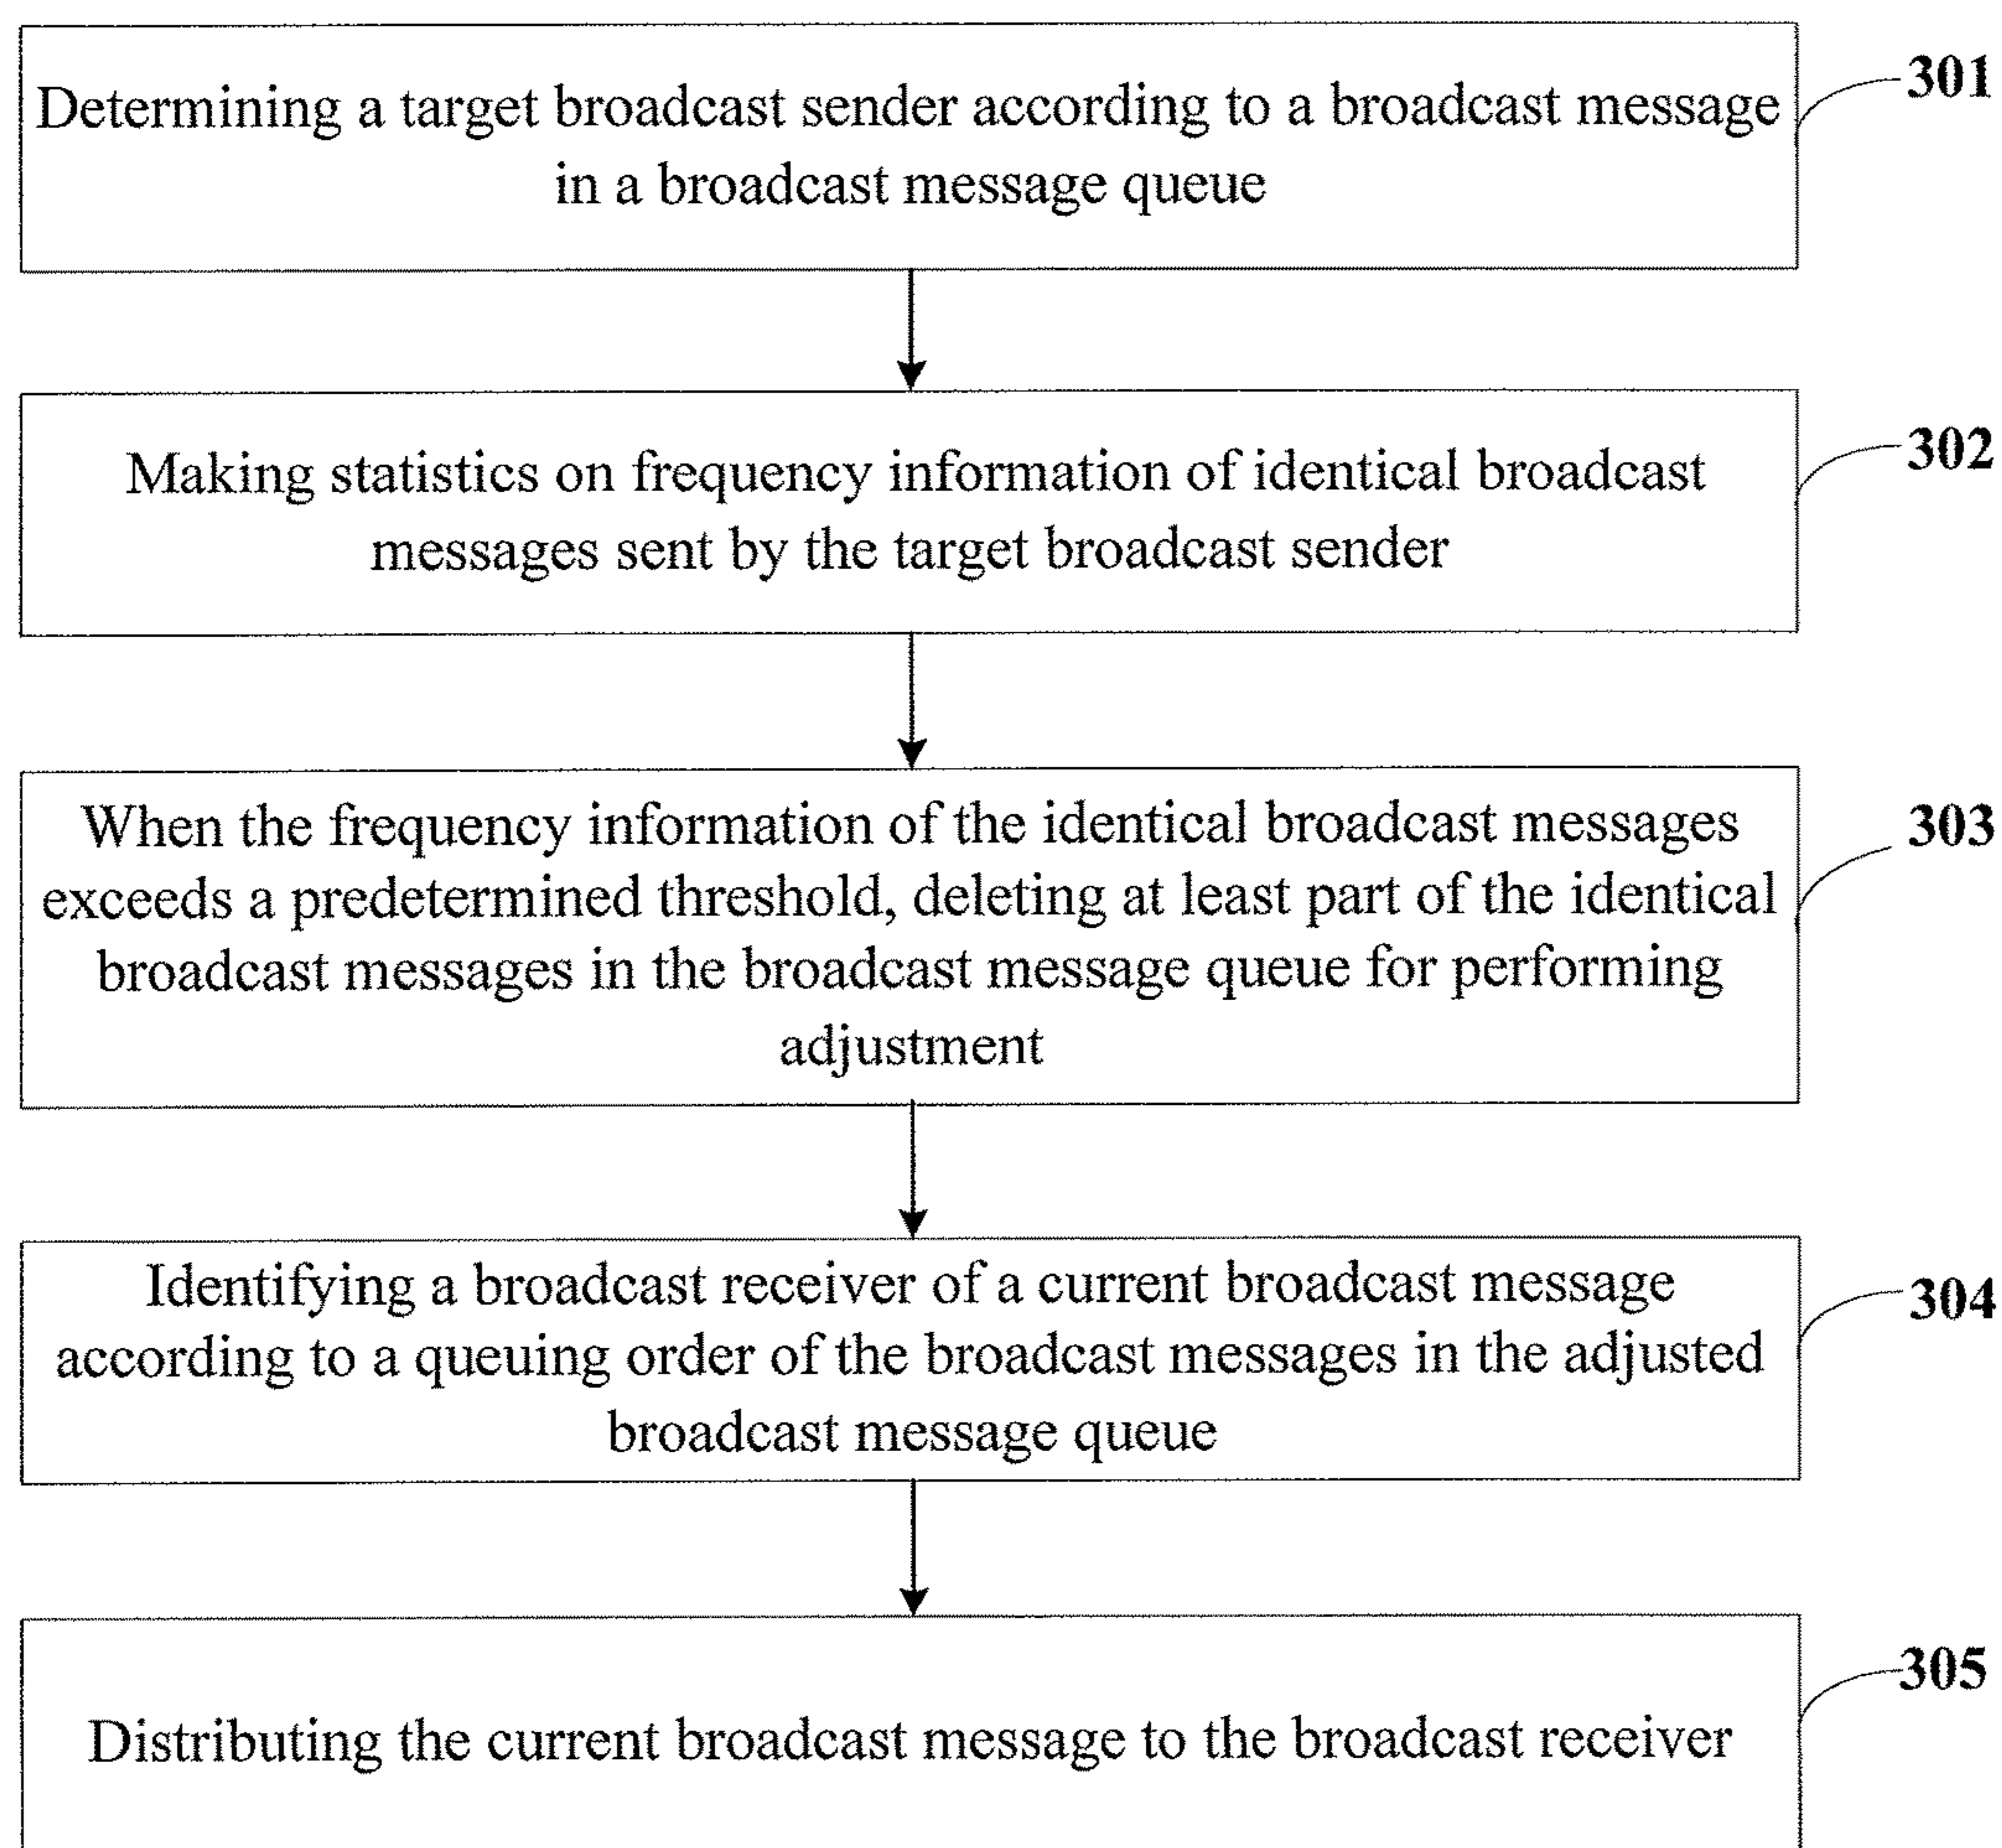 Determining a target broadcast sender according to a broadcast message
in a broadcast message queue
301
Making statistics on frequency information of identical broadcast
messages sent by the target broadcast sender
302
When the frequency information of the identical broadcast messages
exceeds a predetermined threshold, deleting at least part of the identical
broadcast messages in the broadcast message queue for performing
adjustment
303
Identifying a broadcast receiver of a current broadcast message
according to a queuing order of the broadcast messages in the adjusted
broadcast message queue
304
Distributing the current broadcast message to the broadcast receiver
305